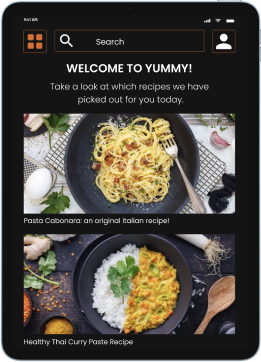 9:41 AM
Search
WELCOME TO YUMMY!
Take a look at which recipes we have
picked out for you today.
Pasta Cabonara: an original italian recipe!
Healthy Thai Curry Paste Recipe